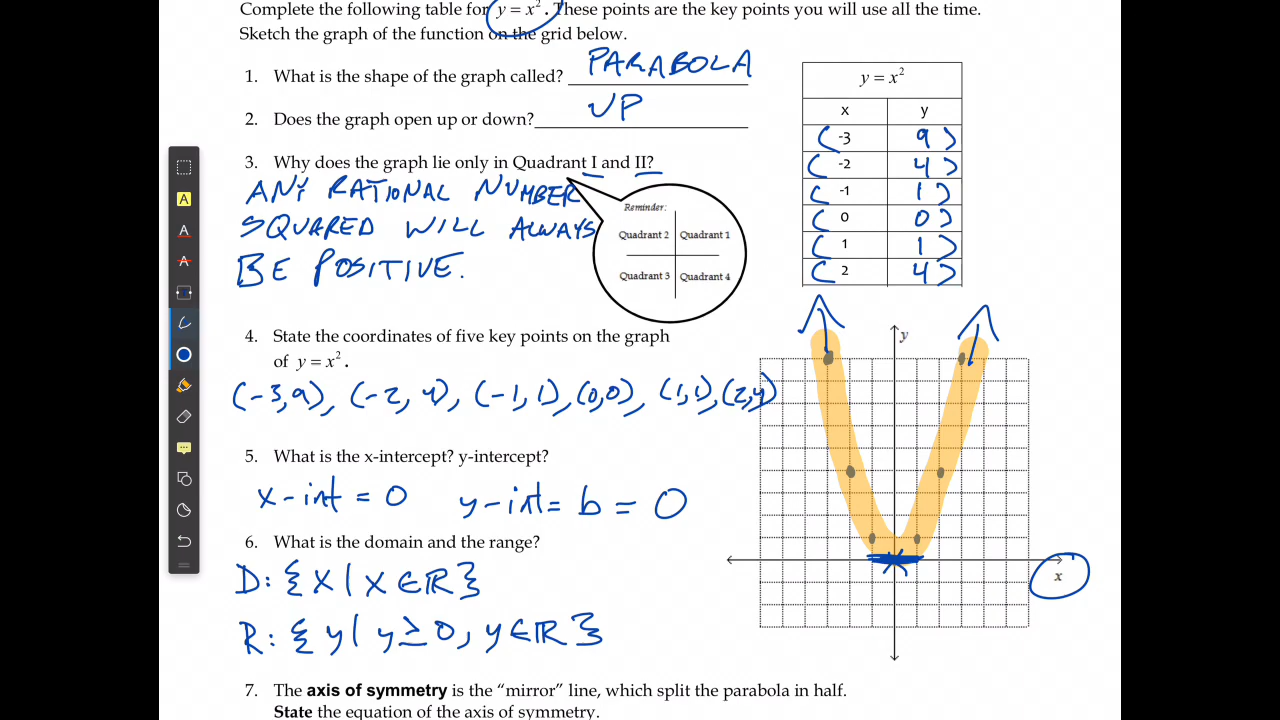 Complete the following table for y = x². These points are the key points you will use all the time.
Sketch the graph of the function on the grid below.
1. What is the shape of the graph called? PARABOLA
2. Does the graph open up or down? UP
3. Why does the graph lie only in Quadrant I and II?
ANY RATIONAL NUMBER
SQUARED WILL ALWAYS
BE POSITIVE.
Reminder:
Quadrant 2 Quadrant 1
Quadrant 3 Quadrant 4
y = x²
x y
( -3 9 )
( -2 4 )
( -1 1 )
( 0 0 )
( 1 1 )
( 2 4 )
4. State the coordinates of five key points on the graph
of y = x².
(-3,9), (-2, 4), (-1, 1), (0,0), (1,1), (2,4)
5. What is the x-intercept? y-intercept?
x-int = 0 y-int = b = 0
6. What is the domain and the range?
D: {x | x ∈ ℝ}
R: {y | y ≥ 0, y ∈ ℝ}
y
x
7. The axis of symmetry is the “mirror” line, which split the parabola in half.
State the equation of the axis of symmetry.
A
A
A